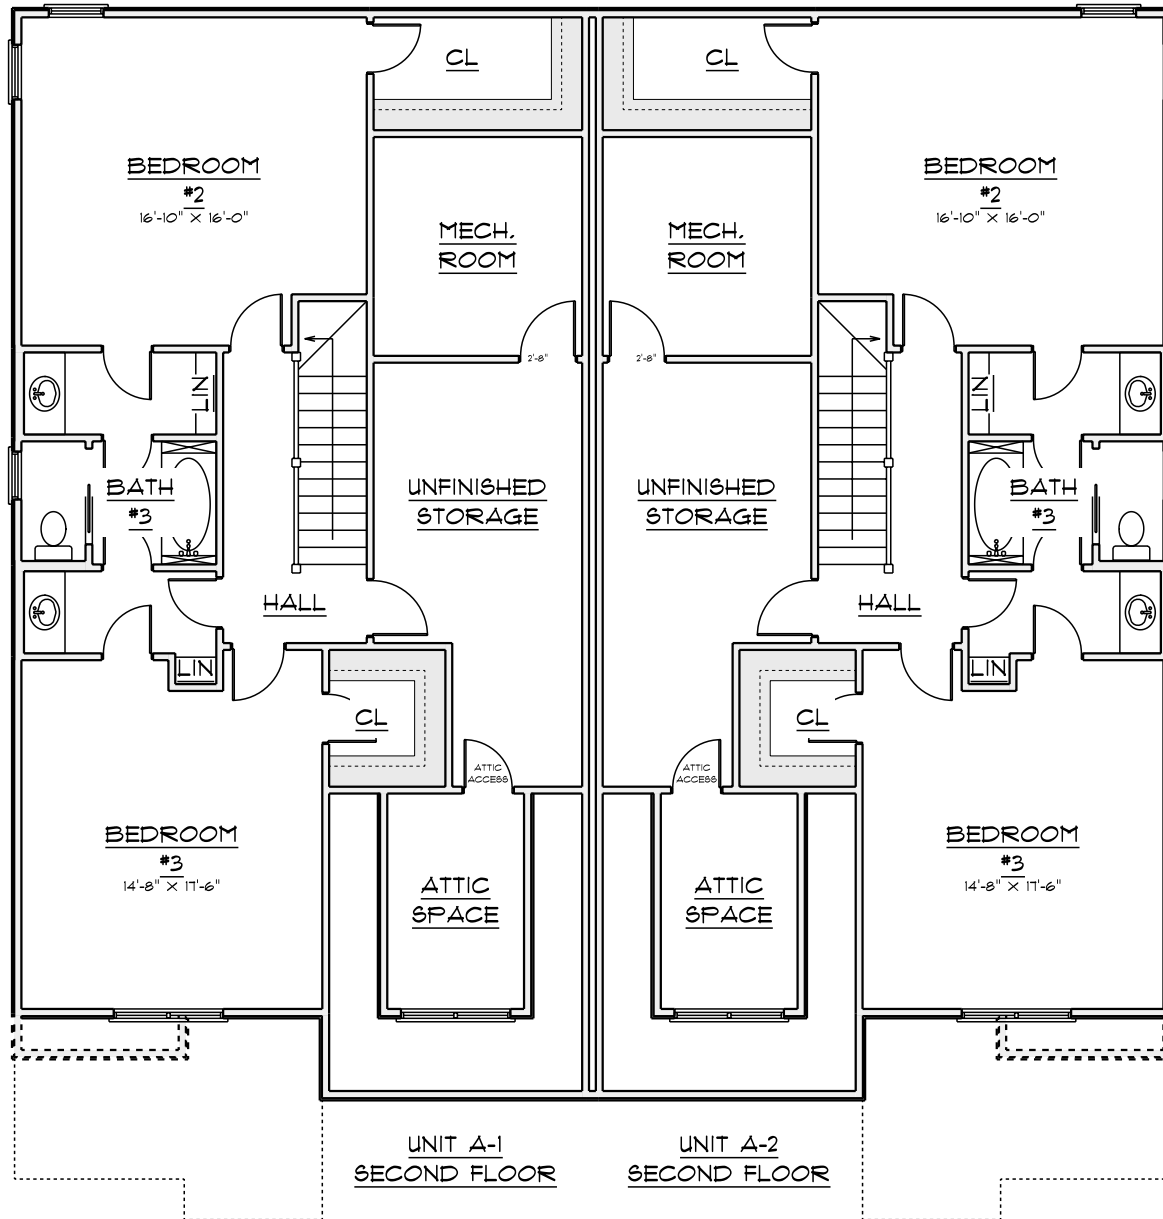 CL
CL
BEDROOM
#2
16'-10" X 16'-0"
BEDROOM
#2
16'-10" X 16'-0"
MECH.
ROOM
MECH.
ROOM
2'-8"
2'-8"
LIN
LIN
BATH
#3
UNFINISHED
STORAGE
UNFINISHED
STORAGE
BATH
#3
HALL
HALL
LIN
LIN
CL
CL
ATTIC
ACCESS
ATTIC
ACCESS
BEDROOM
#3
14'-8" X 17'-6"
BEDROOM
#3
14'-8" X 17'-6"
ATTIC
SPACE
ATTIC
SPACE
UNIT A-1
SECOND FLOOR
UNIT A-2
SECOND FLOOR